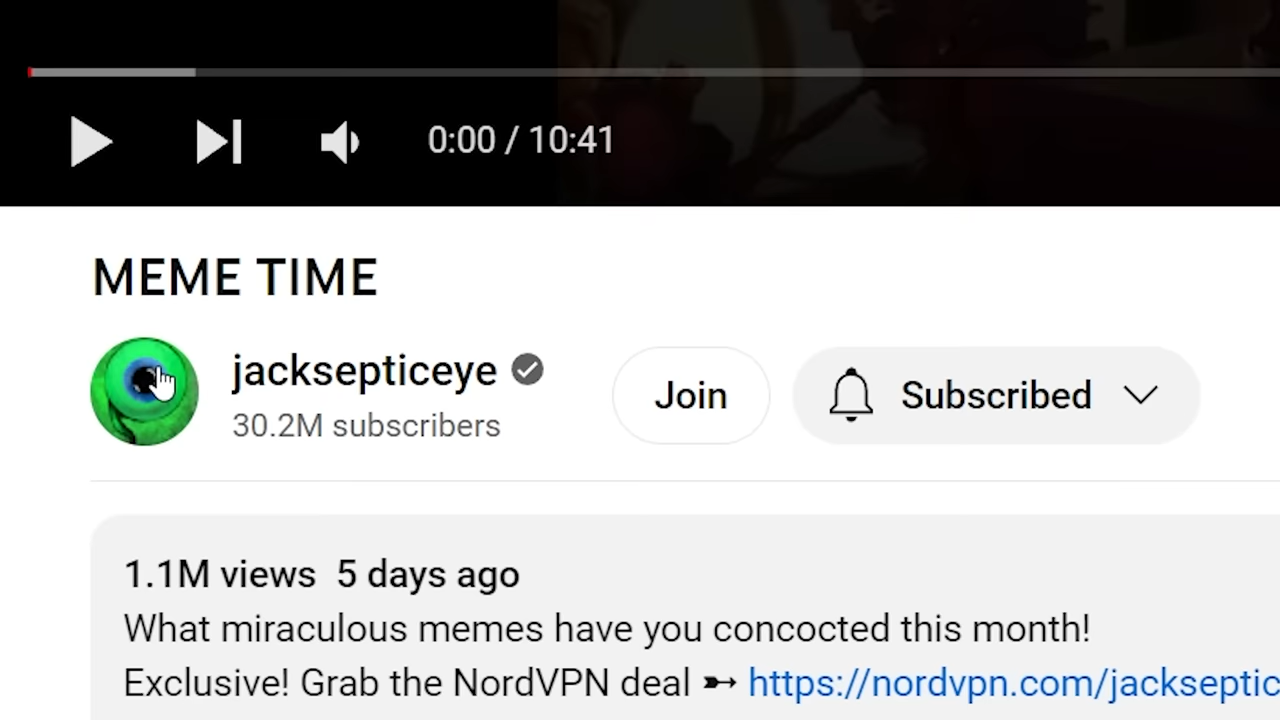 0:00 / 10:41
MEME TIME
jacksepticeye
30.2M subscribers
Join
Subscribed
1.1M views 5 days ago
What miraculous memes have you concocted this month!
Exclusive! Grab the NordVPN deal ➼ https://nordvpn.com/jackseptic